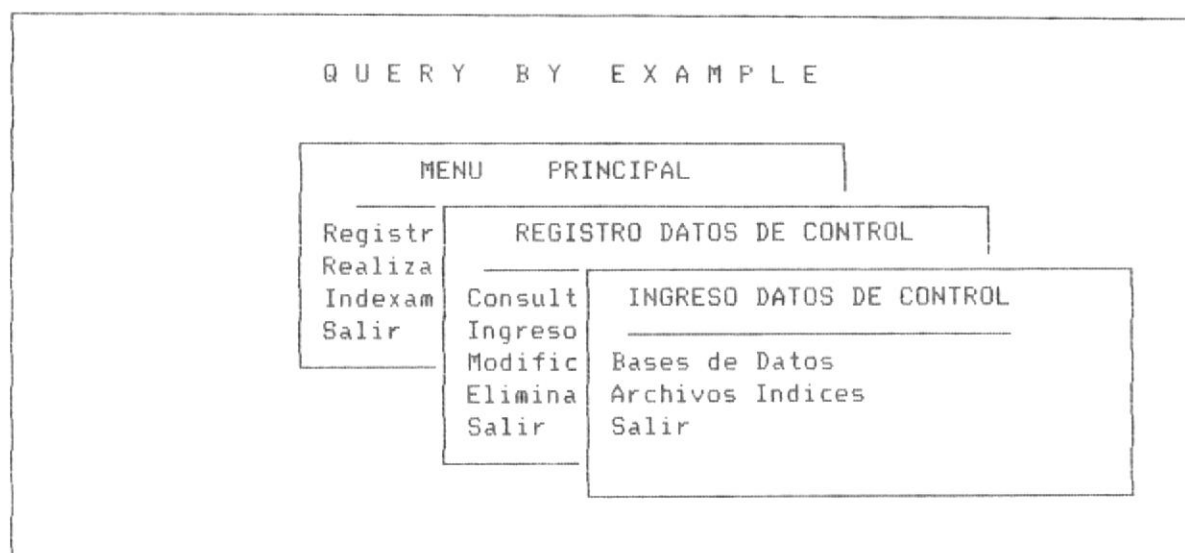 QUERY BY EXAMPLE
MENU PRINCIPAL
Registr
REGISTRO DATOS DE CONTROL
Realiza
Indexam
Consult
INGRESO DATOS DE CONTROL
Salir
Ingreso
Modific
Bases de Datos
Elimina
Archivos Indices
Salir
Salir